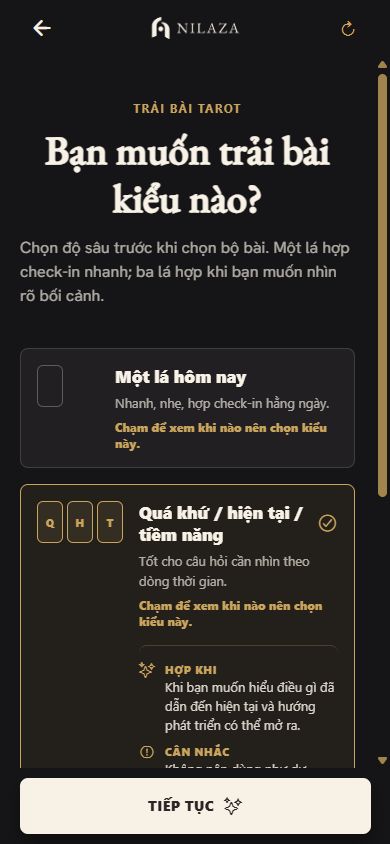 NILAZA
TRẢI BÀI TAROT
Bạn muốn trải bài
kiểu nào?
Chọn độ sâu trước khi chọn bộ bài. Một lá hợp
check-in nhanh; ba lá hợp khi bạn muốn nhìn
rõ bối cảnh.
Một lá hôm nay
Nhanh, nhẹ, hợp check-in hằng ngày.
Chạm để xem khi nào nên chọn kiểu
này.
Q H T
Quá khứ / hiện tại /
tiềm năng
Tốt cho câu hỏi cần nhìn theo
dòng thời gian.
Chạm để xem khi nào nên chọn
kiểu này.
HỢP KHI
Khi bạn muốn hiểu điều gì đã
dẫn đến hiện tại và hướng
phát triển có thể mở ra.
CÂN NHẮC
TIẾP TỤC